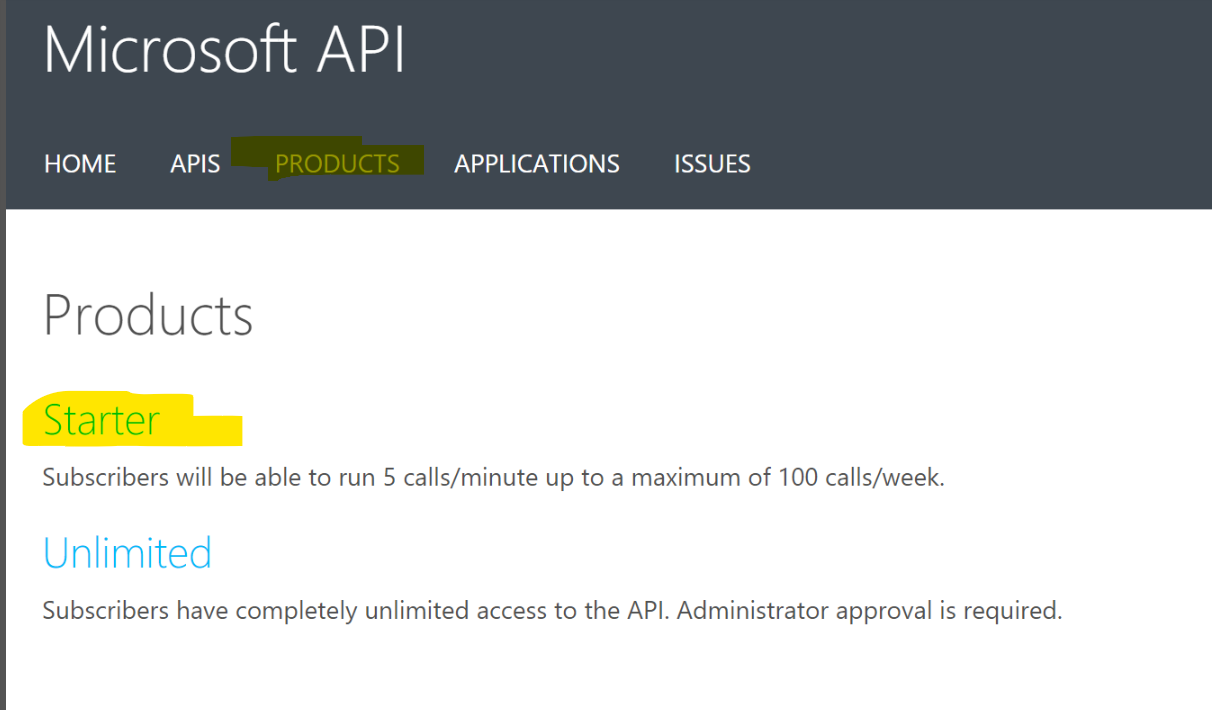 Microsoft API
HOME APIS PRODUCTS APPLICATIONS ISSUES
Products
Starter
Subscribers will be able to run 5 calls/minute up to a maximum of 100 calls/week.
Unlimited
Subscribers have completely unlimited access to the API. Administrator approval is required.